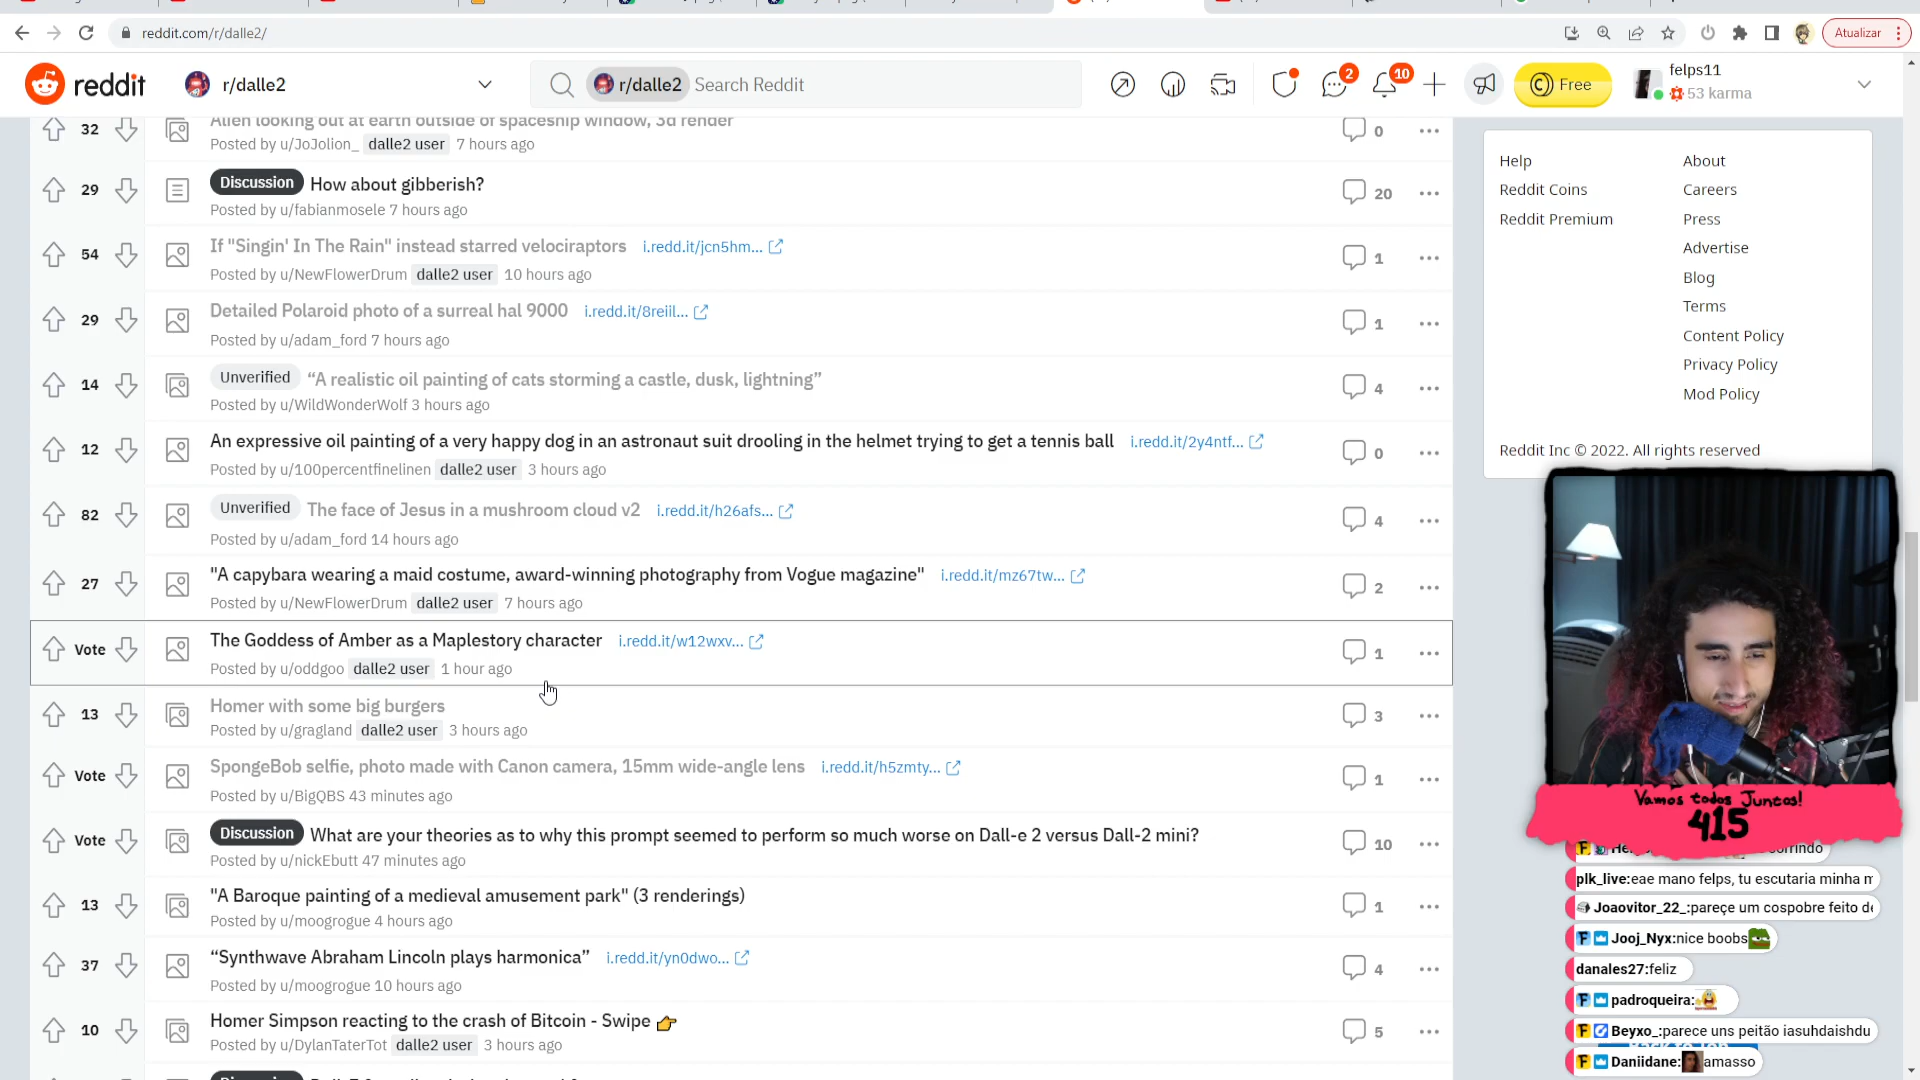 reddit.com/r/dalle2/
Atualizar
reddit
r/dalle2
r/dalle2 Search Reddit
2
10
Free
felps11
53 karma
32
Alien looking out at earth outside of spaceship window, 3d render
Posted by u/JoJolion_ dalle2 user 7 hours ago
0
29
Discussion How about gibberish?
Posted by u/fabianmosele 7 hours ago
20
54
If "Singin' In The Rain" instead starred velociraptors i.redd.it/jcn5hm...
Posted by u/NewFlowerDrum dalle2 user 10 hours ago
1
29
Detailed Polaroid photo of a surreal hal 9000 i.redd.it/8reiil...
Posted by u/adam_ford 7 hours ago
1
14
Unverified “A realistic oil painting of cats storming a castle, dusk, lightning”
Posted by u/WildWonderWolf 3 hours ago
4
12
An expressive oil painting of a very happy dog in an astronaut suit drooling in the helmet trying to get a tennis ball i.redd.it/2y4ntf...
Posted by u/100percentfinelinen dalle2 user 3 hours ago
0
82
Unverified The face of Jesus in a mushroom cloud v2 i.redd.it/h26afs...
Posted by u/adam_ford 14 hours ago
4
27
"A capybara wearing a maid costume, award-winning photography from Vogue magazine" i.redd.it/mz67tw...
Posted by u/NewFlowerDrum dalle2 user 7 hours ago
2
Vote
The Goddess of Amber as a Maplestory character i.redd.it/w12wxv...
Posted by u/oddgoo dalle2 user 1 hour ago
1
13
Homer with some big burgers
Posted by u/gragland dalle2 user 3 hours ago
3
Vote
SpongeBob selfie, photo made with Canon camera, 15mm wide-angle lens i.redd.it/h5zmty...
Posted by u/BigQBS 43 minutes ago
1
Vote
Discussion What are your theories as to why this prompt seemed to perform so much worse on Dall-e 2 versus Dall-2 mini?
Posted by u/nickEbutt 47 minutes ago
10
13
"A Baroque painting of a medieval amusement park" (3 renderings)
Posted by u/moogrogue 4 hours ago
1
37
“Synthwave Abraham Lincoln plays harmonica” i.redd.it/yn0dwo...
Posted by u/moogrogue 10 hours ago
4
10
Homer Simpson reacting to the crash of Bitcoin - Swipe 👉
Posted by u/DylanTaterTot dalle2 user 3 hours ago
5
Help
About
Reddit Coins
Careers
Reddit Premium
Press
Advertise
Blog
Terms
Content Policy
Privacy Policy
Mod Policy
Reddit Inc © 2022. All rights reserved
Vamos todos Juntos!
415
plk_live:eae mano felps, tu escutaria minha m
Joaovitor_22_:pareçe um cospobre feito de
Jooj_Nyx:nice boobs
danales27:feliz
padroqueira:
Beyxo_:parece uns peitão iasuhdaishdu
Back to Top
Daniidane: amasso